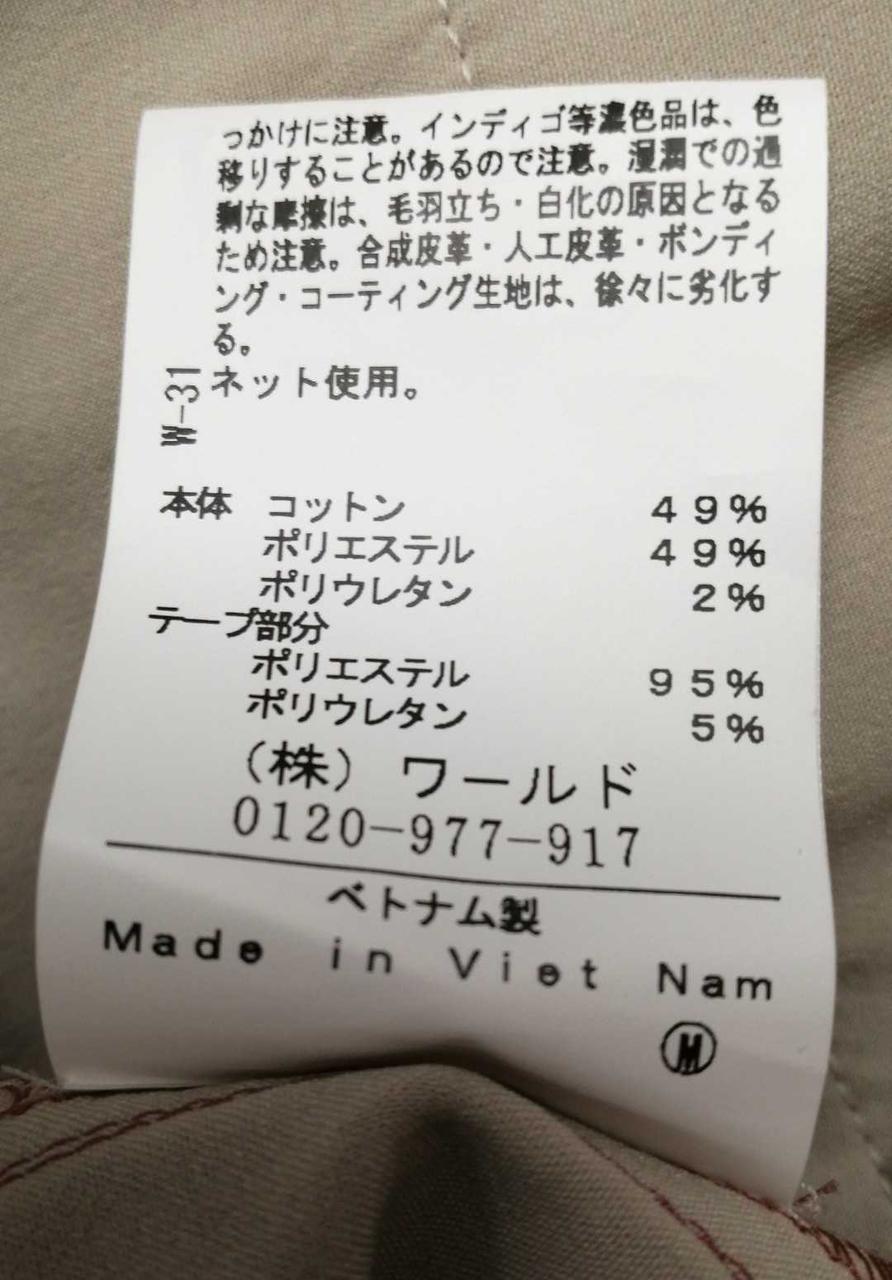 っかけに注意。インディゴ等濃色品は、色
移りすることがあるので注意。湿潤での過
剰な摩擦は、毛羽立ち・白化の原因となる
ため注意。合成皮革・人工皮革・ボンディ
ング・コーティング生地は、徐々に劣化す
る。
ネット使用。
W-31
本体 コットン 49%
ポリエステル 49%
ポリウレタン 2%
テープ部分
ポリエステル 95%
ポリウレタン 5%
(株) ワールド
0120-977-917
ベトナム製
Made in Viet Nam
Ⓜ